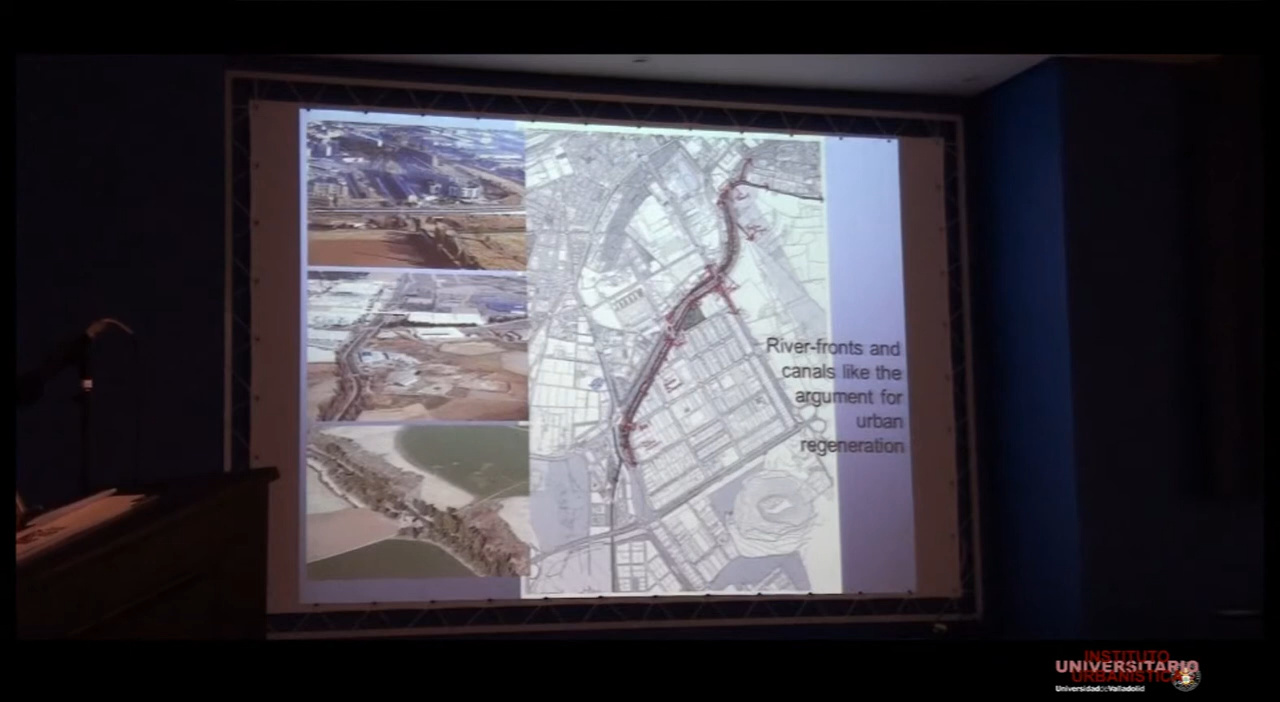 River-fronts and
canals like the
argument for
urban
regeneration
INSTITUTO
UNIVERSITARIO
URBANÍSTICA
Universidad de Valladolid